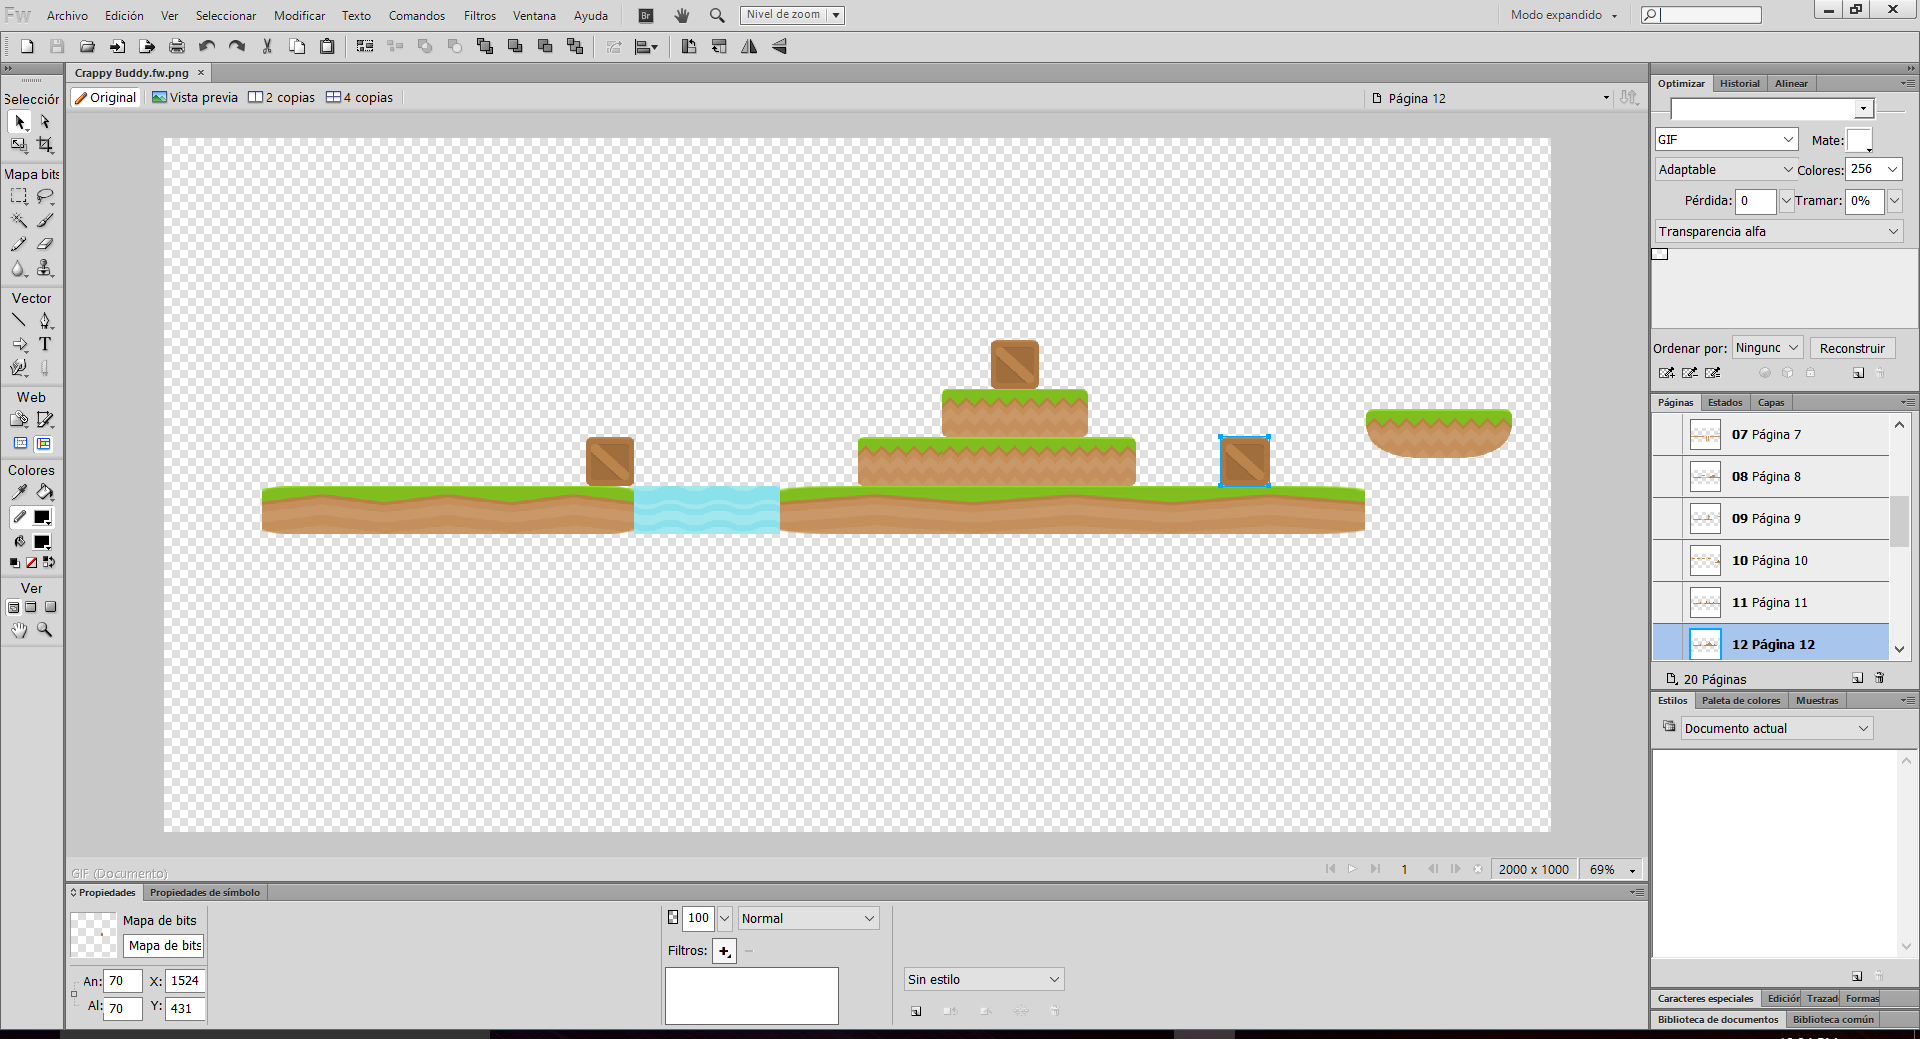 Fw Archivo Edición Ver Seleccionar Modificar Texto Comandos Filtros Ventana Ayuda Br Nivel de zoom Modo expandido
Crappy Buddy.fw.png ×
Original Vista previa 2 copias 4 copias Página 12
Selección
Mapa bits
Vector
T
Web
Colores
Ver
Optimizar Historial Alinear
GIF Mate:
Adaptable Colores: 256
Pérdida: 0 Tramar: 0%
Transparencia alfa
Ordenar por: Ningunc Reconstruir
Páginas Estados Capas
07 Página 7
08 Página 8
09 Página 9
10 Página 10
11 Página 11
12 Página 12
20 Páginas
Estilos Paleta de colores Muestras
Documento actual
Caracteres especiales Edición Trazad Formas
Biblioteca de documentos Biblioteca común
GIF (Documento) 1 2000 x 1000 69%
Propiedades Propiedades de símbolo
Mapa de bits
Mapa de bits
An: 70 X: 1524
Al: 70 Y: 431
100 Normal
Filtros:
Sin estilo